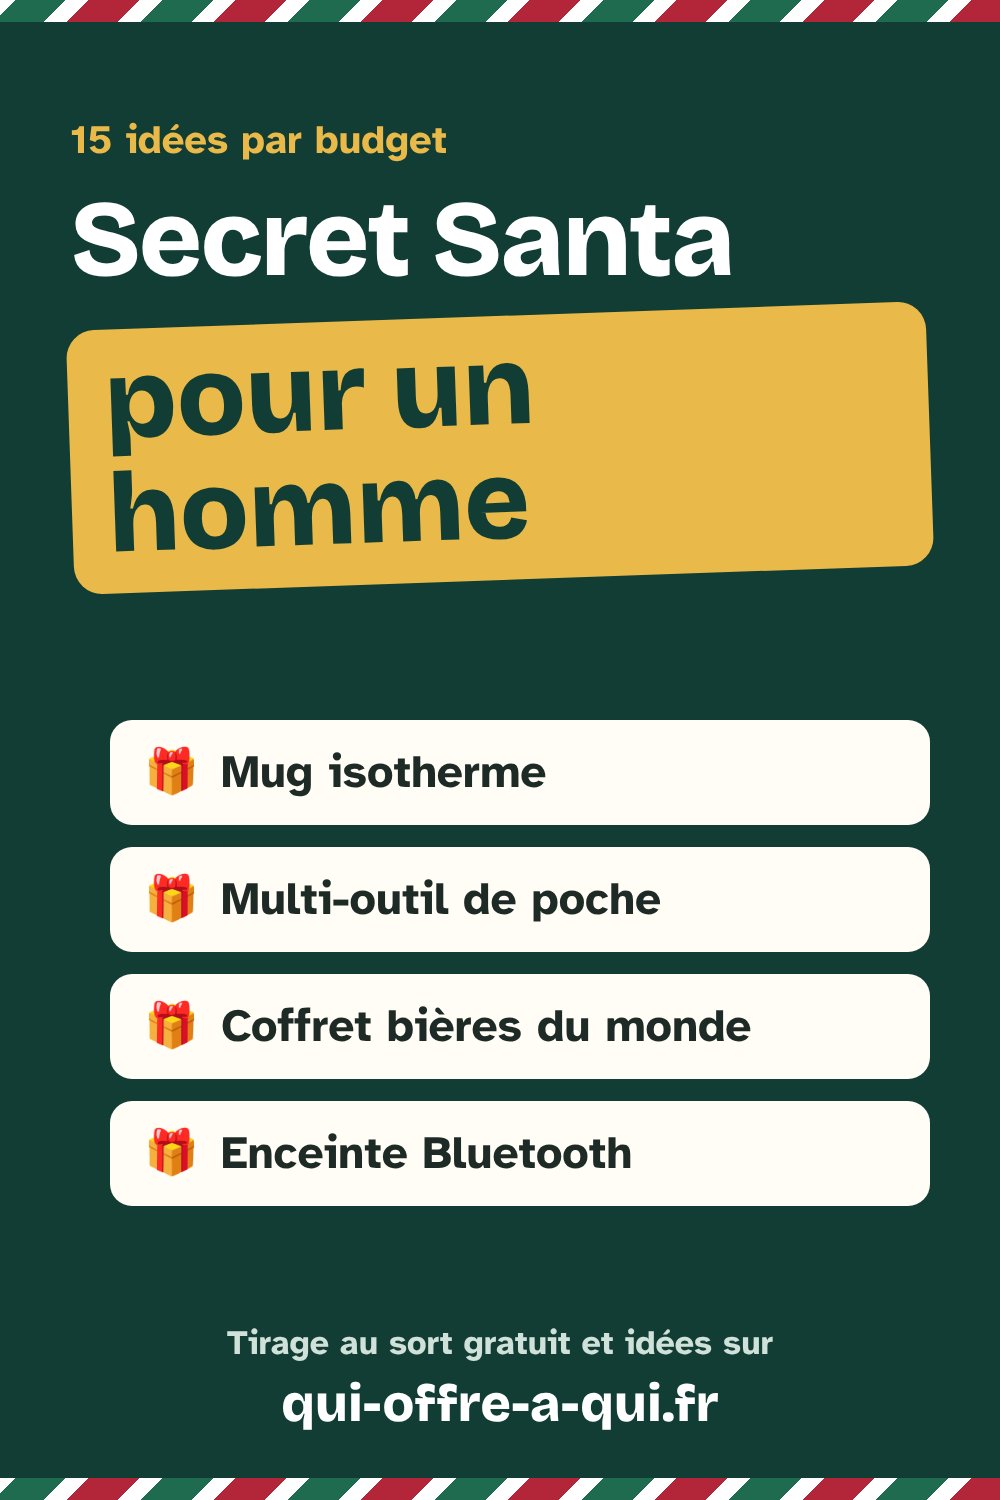 15 idées par budget
Secret Santa
pour un
homme
Mug isotherme
Multi-outil de poche
Coffret bières du monde
Enceinte Bluetooth
Tirage au sort gratuit et idées sur
qui-offre-a-qui.fr